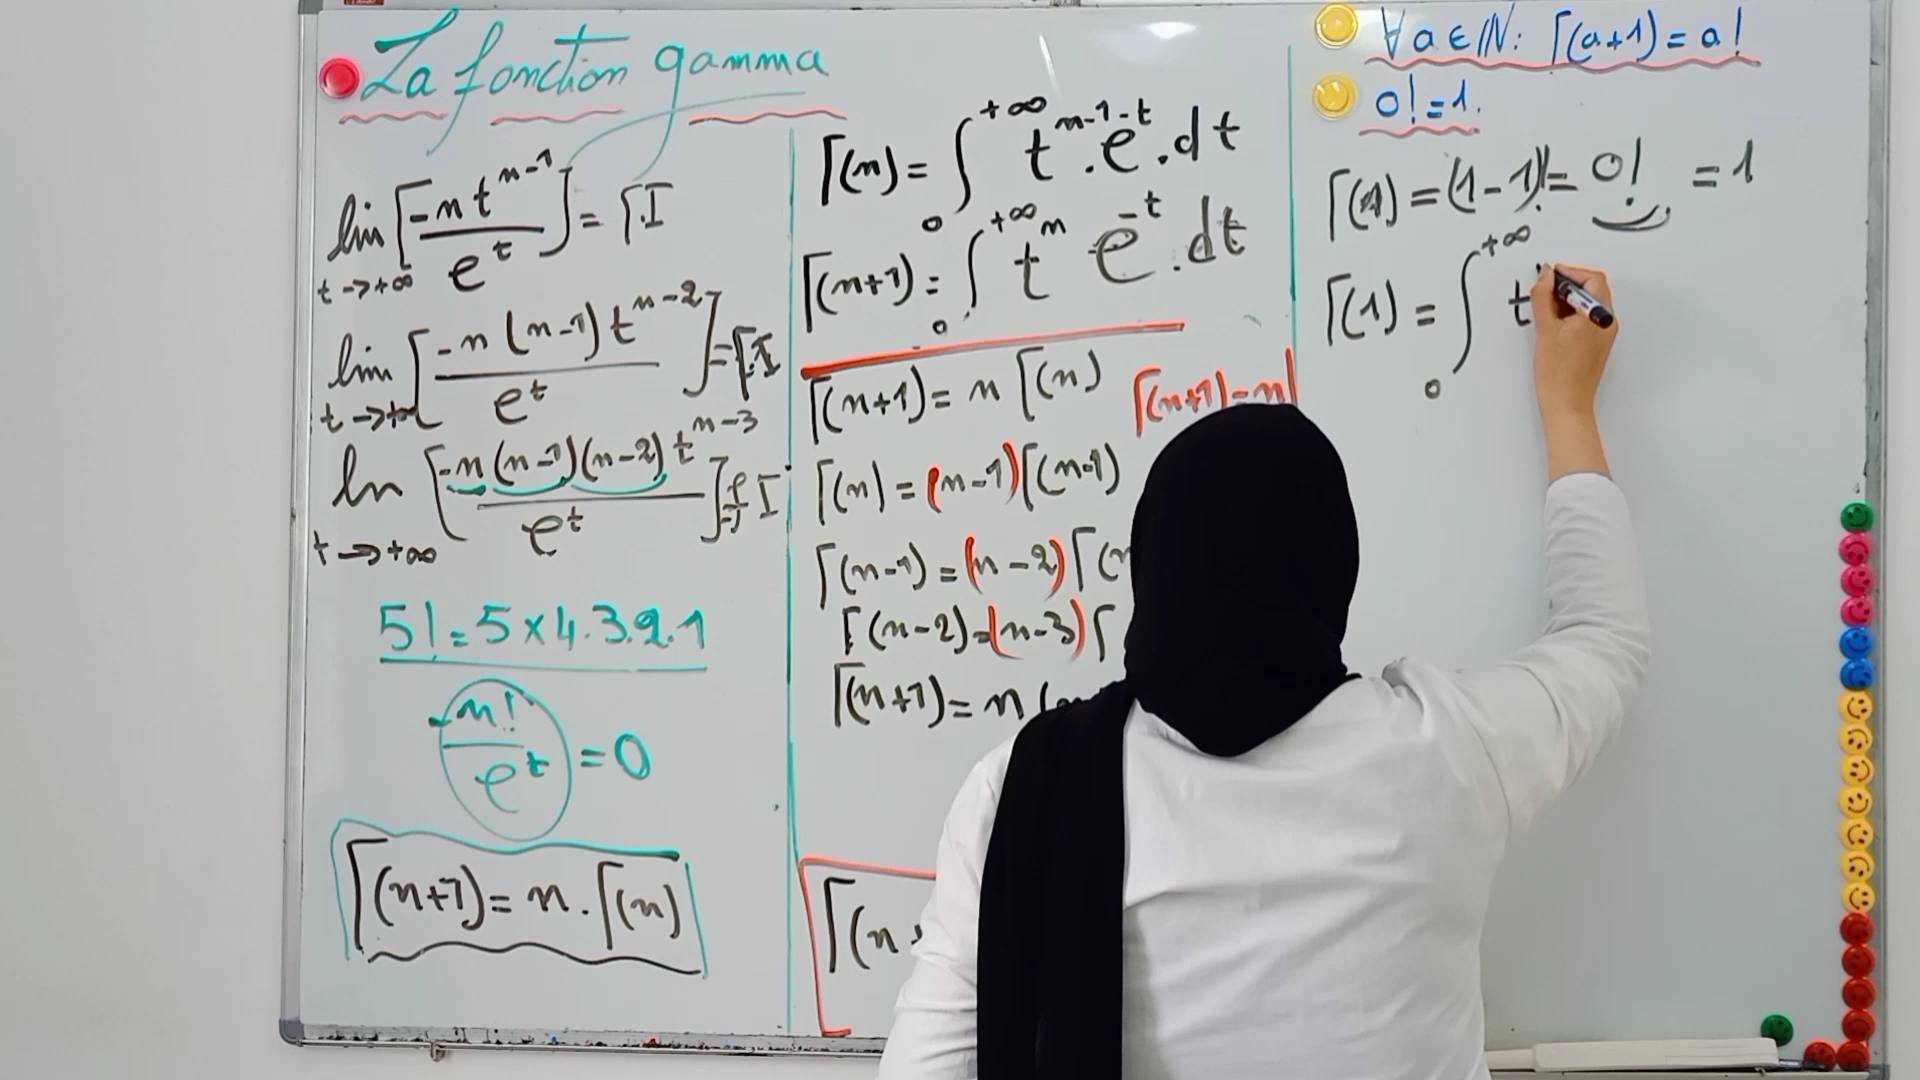 La fonction gamma
lim t→+∞ [-n t^(n-1) / e^t] = Γ.I
lim t→+∞ [-n (n-1) t^(n-2) / e^t] = Γ.I
t→+∞ [-n(n-1)(n-2) t^(n-3) / e^t] I
5! = 5×4.3.2.1
-n! / e^t = 0
Γ(n+1) = n . Γ(n)
Γ(n) = ∫₀^(+∞) t^(n-1) . e^(-t) . dt
Γ(n+1) = ∫₀^(+∞) t^n e^(-t) . dt
Γ(n+1) = n Γ(n) Γ(n+1) = n!
Γ(n) = (n-1) Γ(n-1)
Γ(n-1) = (n-2) Γ(
Γ(n-2) = (n-3) Γ
Γ(n+1) = n (
Γ(n
∀ a ∈ ℕ: Γ(a+1) = a!
0! = 1.
Γ(1) = (1-1)! = 0! = 1
Γ(1) = ∫₀^(+∞) t